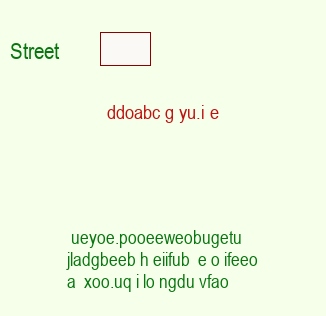 Street
ddoabc g yu.i e
ueyoe.pooeeweobugetu
jladgbeeb h eiifub e o ifeeo
a xoo.uq i lo ngdu vfao